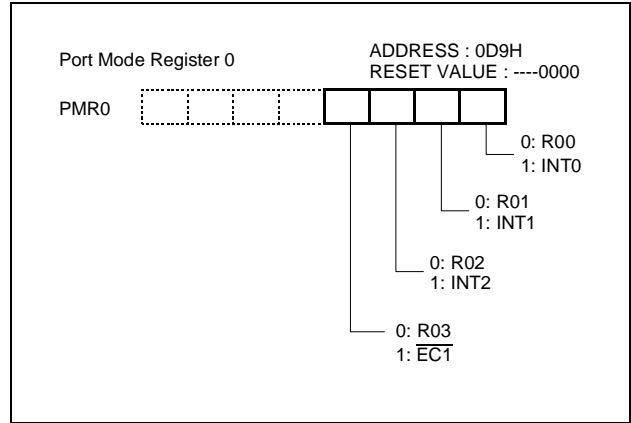 Port Mode Register 0
ADDRESS : 0D9H
RESET VALUE : ----0000
PMR0
0: R00
1: INT0
0: R01
1: INT1
0: R02
1: INT2
0: R03
1: E̅C̅1̅